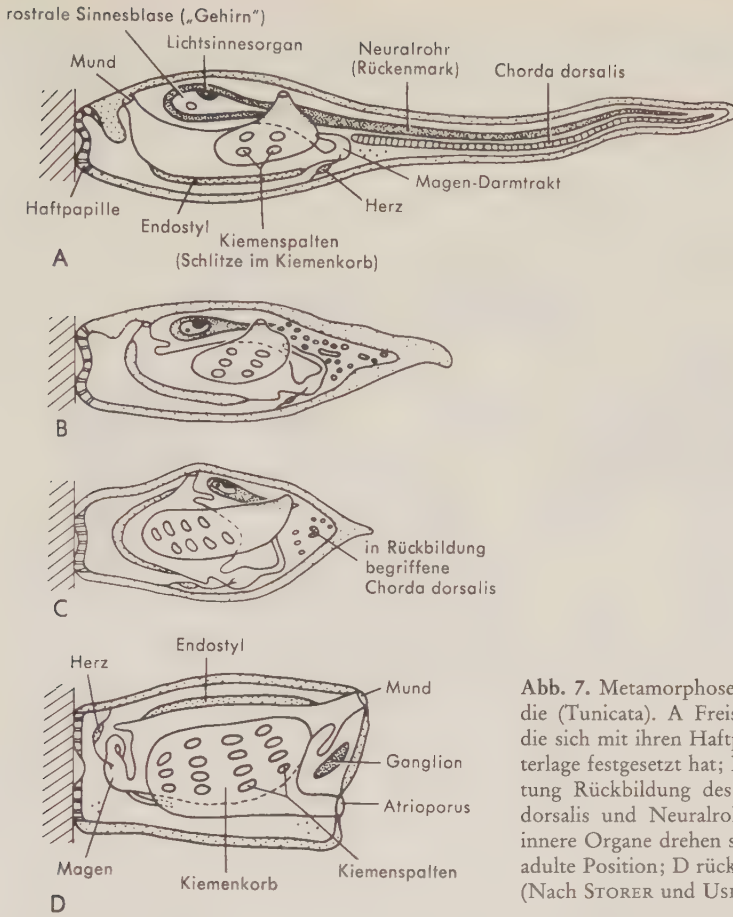 rostrale Sinnesblase („Gehirn")
Lichtsinnesorgan
Mund
Neuralrohr
(Rückenmark)
Chorda dorsalis
Haftpapille
Endostyl
Kiemenspalten
(Schlitze im Kiemenkorb)
Herz
Magen-Darmtrakt
A
B
in Rückbildung
begriffene
Chorda dorsalis
C
Herz
Endostyl
Mund
Ganglion
Atrioporus
Magen
Kiemenkorb
Kiemenspalten
D
Abb. 7. Metamorphose
die (Tunicata). A Freis
die sich mit ihren Haft
terlage festgesetzt hat;
tung Rückbildung des
dorsalis und Neuralro
innere Organe drehen s
adulte Position; D rück
(Nach STORER und